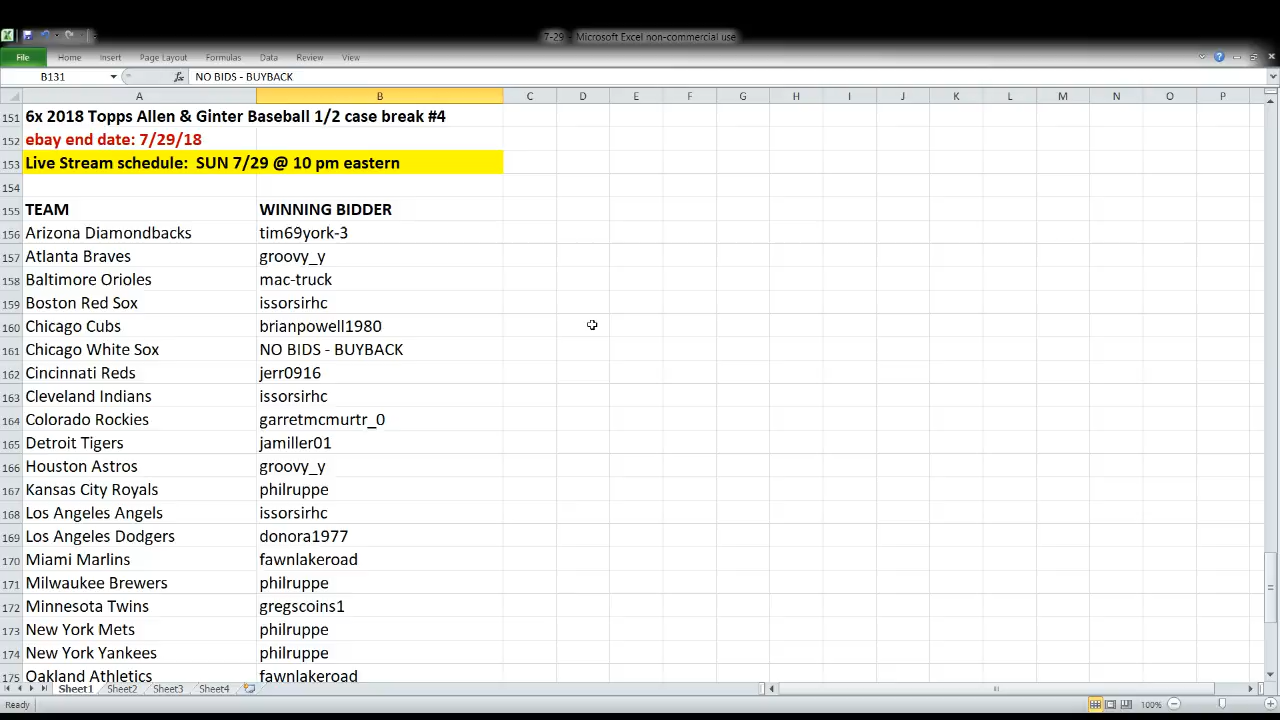 7-29 - Microsoft Excel non-commercial use
File Home Insert Page Layout Formulas Data Review View
B131 fx NO BIDS - BUYBACK
A B C D E F G H I J K L M N O P
151 6x 2018 Topps Allen & Ginter Baseball 1/2 case break #4
152 ebay end date: 7/29/18
153 Live Stream schedule: SUN 7/29 @ 10 pm eastern
154
155 TEAM WINNING BIDDER
156 Arizona Diamondbacks tim69york-3
157 Atlanta Braves groovy_y
158 Baltimore Orioles mac-truck
159 Boston Red Sox issorsirhc
160 Chicago Cubs brianpowell1980
161 Chicago White Sox NO BIDS - BUYBACK
162 Cincinnati Reds jerr0916
163 Cleveland Indians issorsirhc
164 Colorado Rockies garretmcmurtr_0
165 Detroit Tigers jamiller01
166 Houston Astros groovy_y
167 Kansas City Royals philruppe
168 Los Angeles Angels issorsirhc
169 Los Angeles Dodgers donora1977
170 Miami Marlins fawnlakeroad
171 Milwaukee Brewers philruppe
172 Minnesota Twins gregscoins1
173 New York Mets philruppe
174 New York Yankees philruppe
175 Oakland Athletics fawnlakeroad
Sheet1 Sheet2 Sheet3 Sheet4
Ready 100%